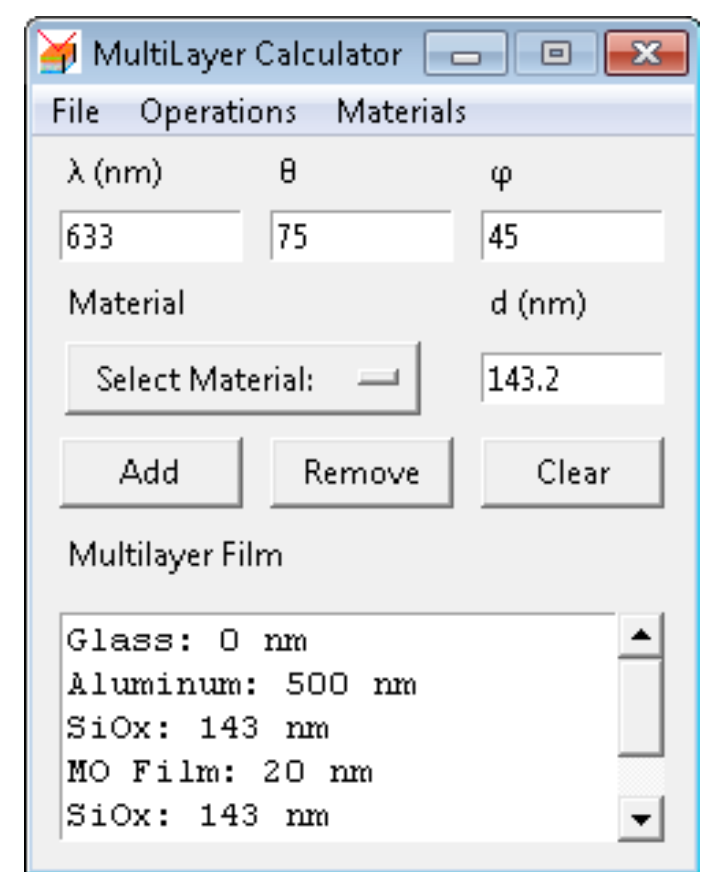 MultiLayer Calculator
File Operations Materials
λ (nm) θ φ
633 75 45
Material d (nm)
Select Material: 143.2
Add Remove Clear
Multilayer Film
Glass: 0 nm
Aluminum: 500 nm
SiOx: 143 nm
MO Film: 20 nm
SiOx: 143 nm